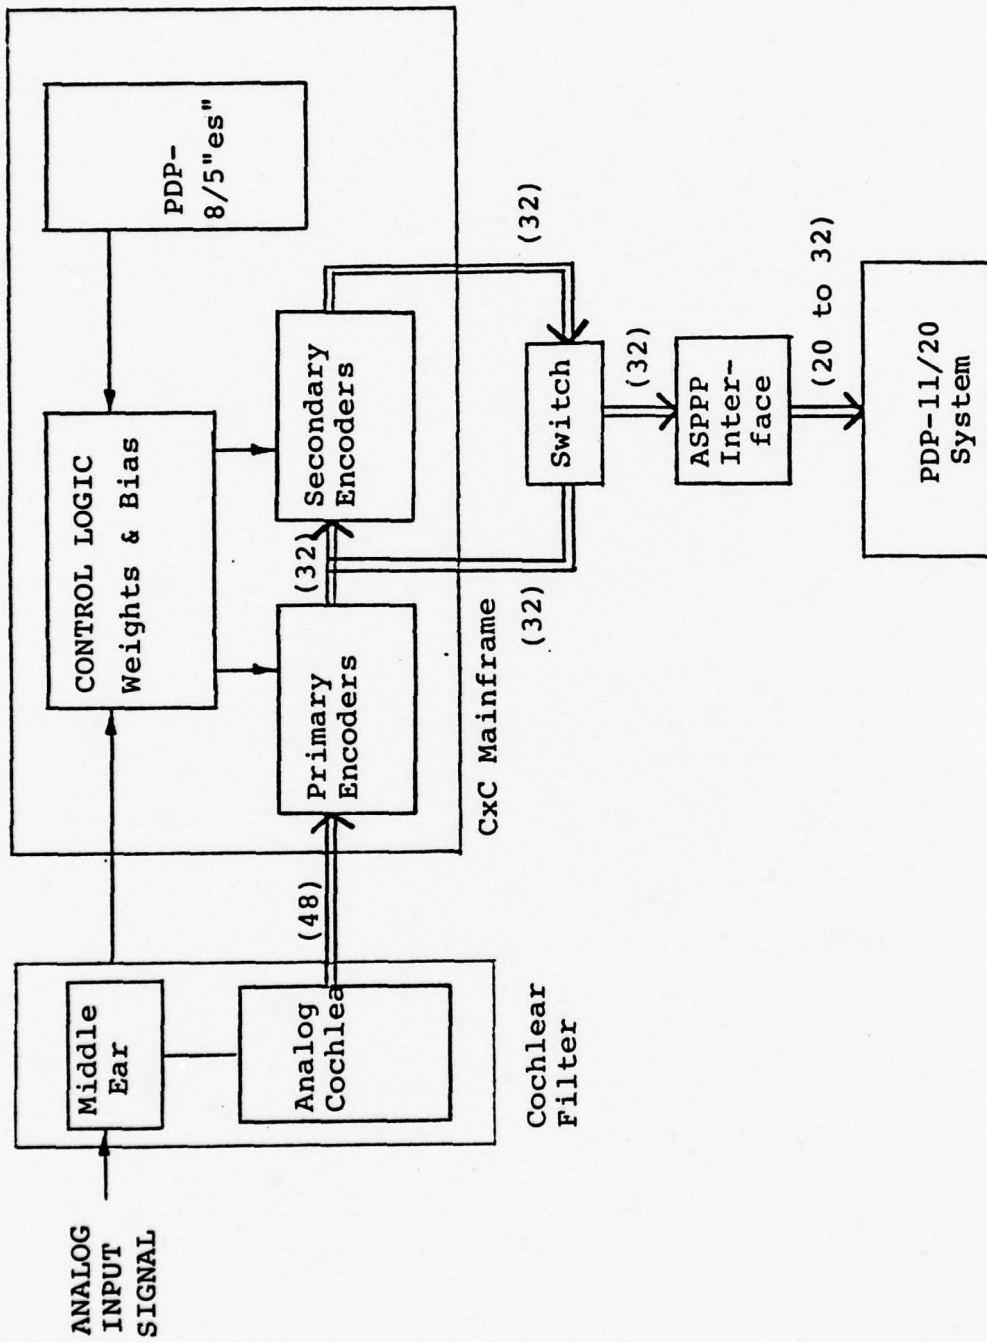 ANALOG
INPUT
SIGNAL
Middle
Ear
Analog
Cochlea
Cochlear
Filter
(48)
CONTROL LOGIC
Weights & Bias
PDP-
8/5"es"
Primary
Encoders
(32)
Secondary
Encoders
CxC Mainframe
(32)
(32)
Switch
(32)
ASPPP
Inter-
face
(20 to 32)
PDP-11/20
System